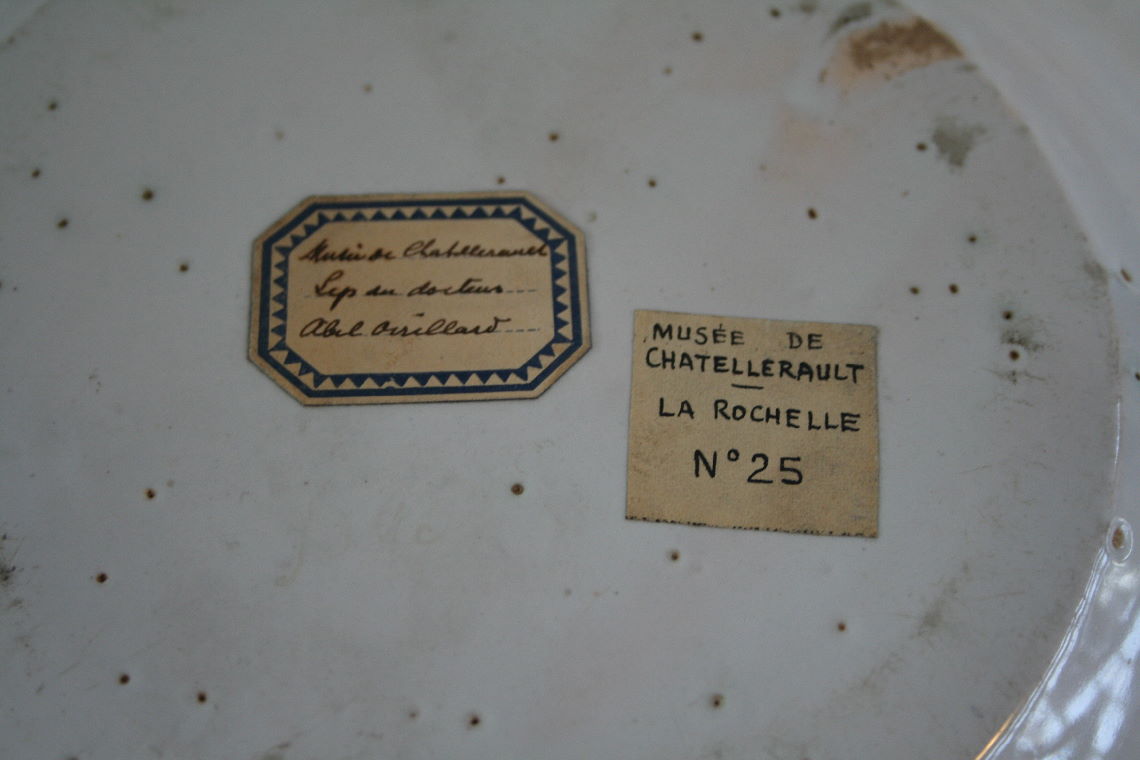 Musée de Chatellerault
Legs du docteur
Abel Orillard
MUSÉE DE
CHATELLERAULT
LA ROCHELLE
N° 25